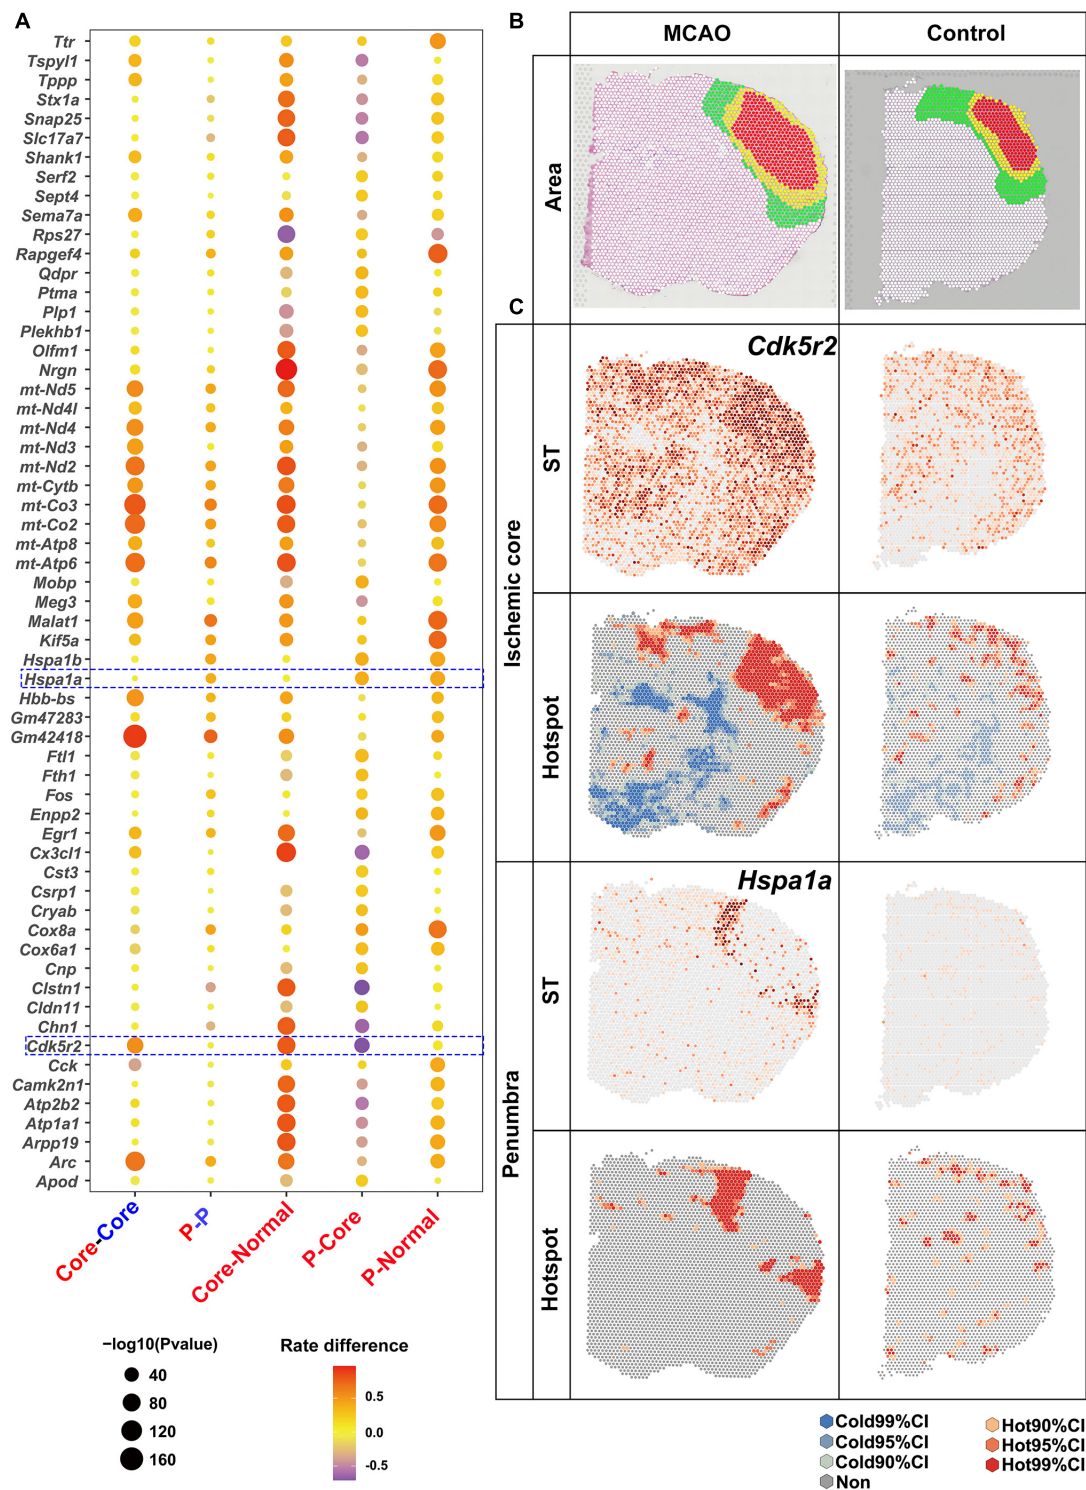 A
Ttr
Tspyl1
Tppp
Stx1a
Snap25
Slc17a7
Shank1
Serf2
Sept4
Sema7a
Rps27
Rapgef4
Qdpr
Ptma
Plp1
Plekhb1
Olfm1
Nrgn
mt-Nd5
mt-Nd4l
mt-Nd4
mt-Nd3
mt-Nd2
mt-Cytb
mt-Co3
mt-Co2
mt-Atp8
mt-Atp6
Mobp
Meg3
Malat1
Kif5a
Hspa1b
Hspa1a
Hbb-bs
Gm47283
Gm42418
Ftl1
Fth1
Fos
Enpp2
Egr1
Cx3cl1
Cst3
Csrp1
Cryab
Cox8a
Cox6a1
Cnp
Clstn1
Cldn11
Chn1
Cdk5r2
Cck
Camk2n1
Atp2b2
Atp1a1
Arpp19
Arc
Apod
Core-Core
P-P
Core-Normal
P-Core
P-Normal
−log10(Pvalue)
40
80
120
160
Rate difference
0.5
0.0
-0.5
B
MCAO
Control
Area
C
Ischemic core
ST
Cdk5r2
Hotspot
Penumbra
ST
Hspa1a
Hotspot
Cold99%CI
Cold95%CI
Cold90%CI
Non
Hot90%CI
Hot95%CI
Hot99%CI